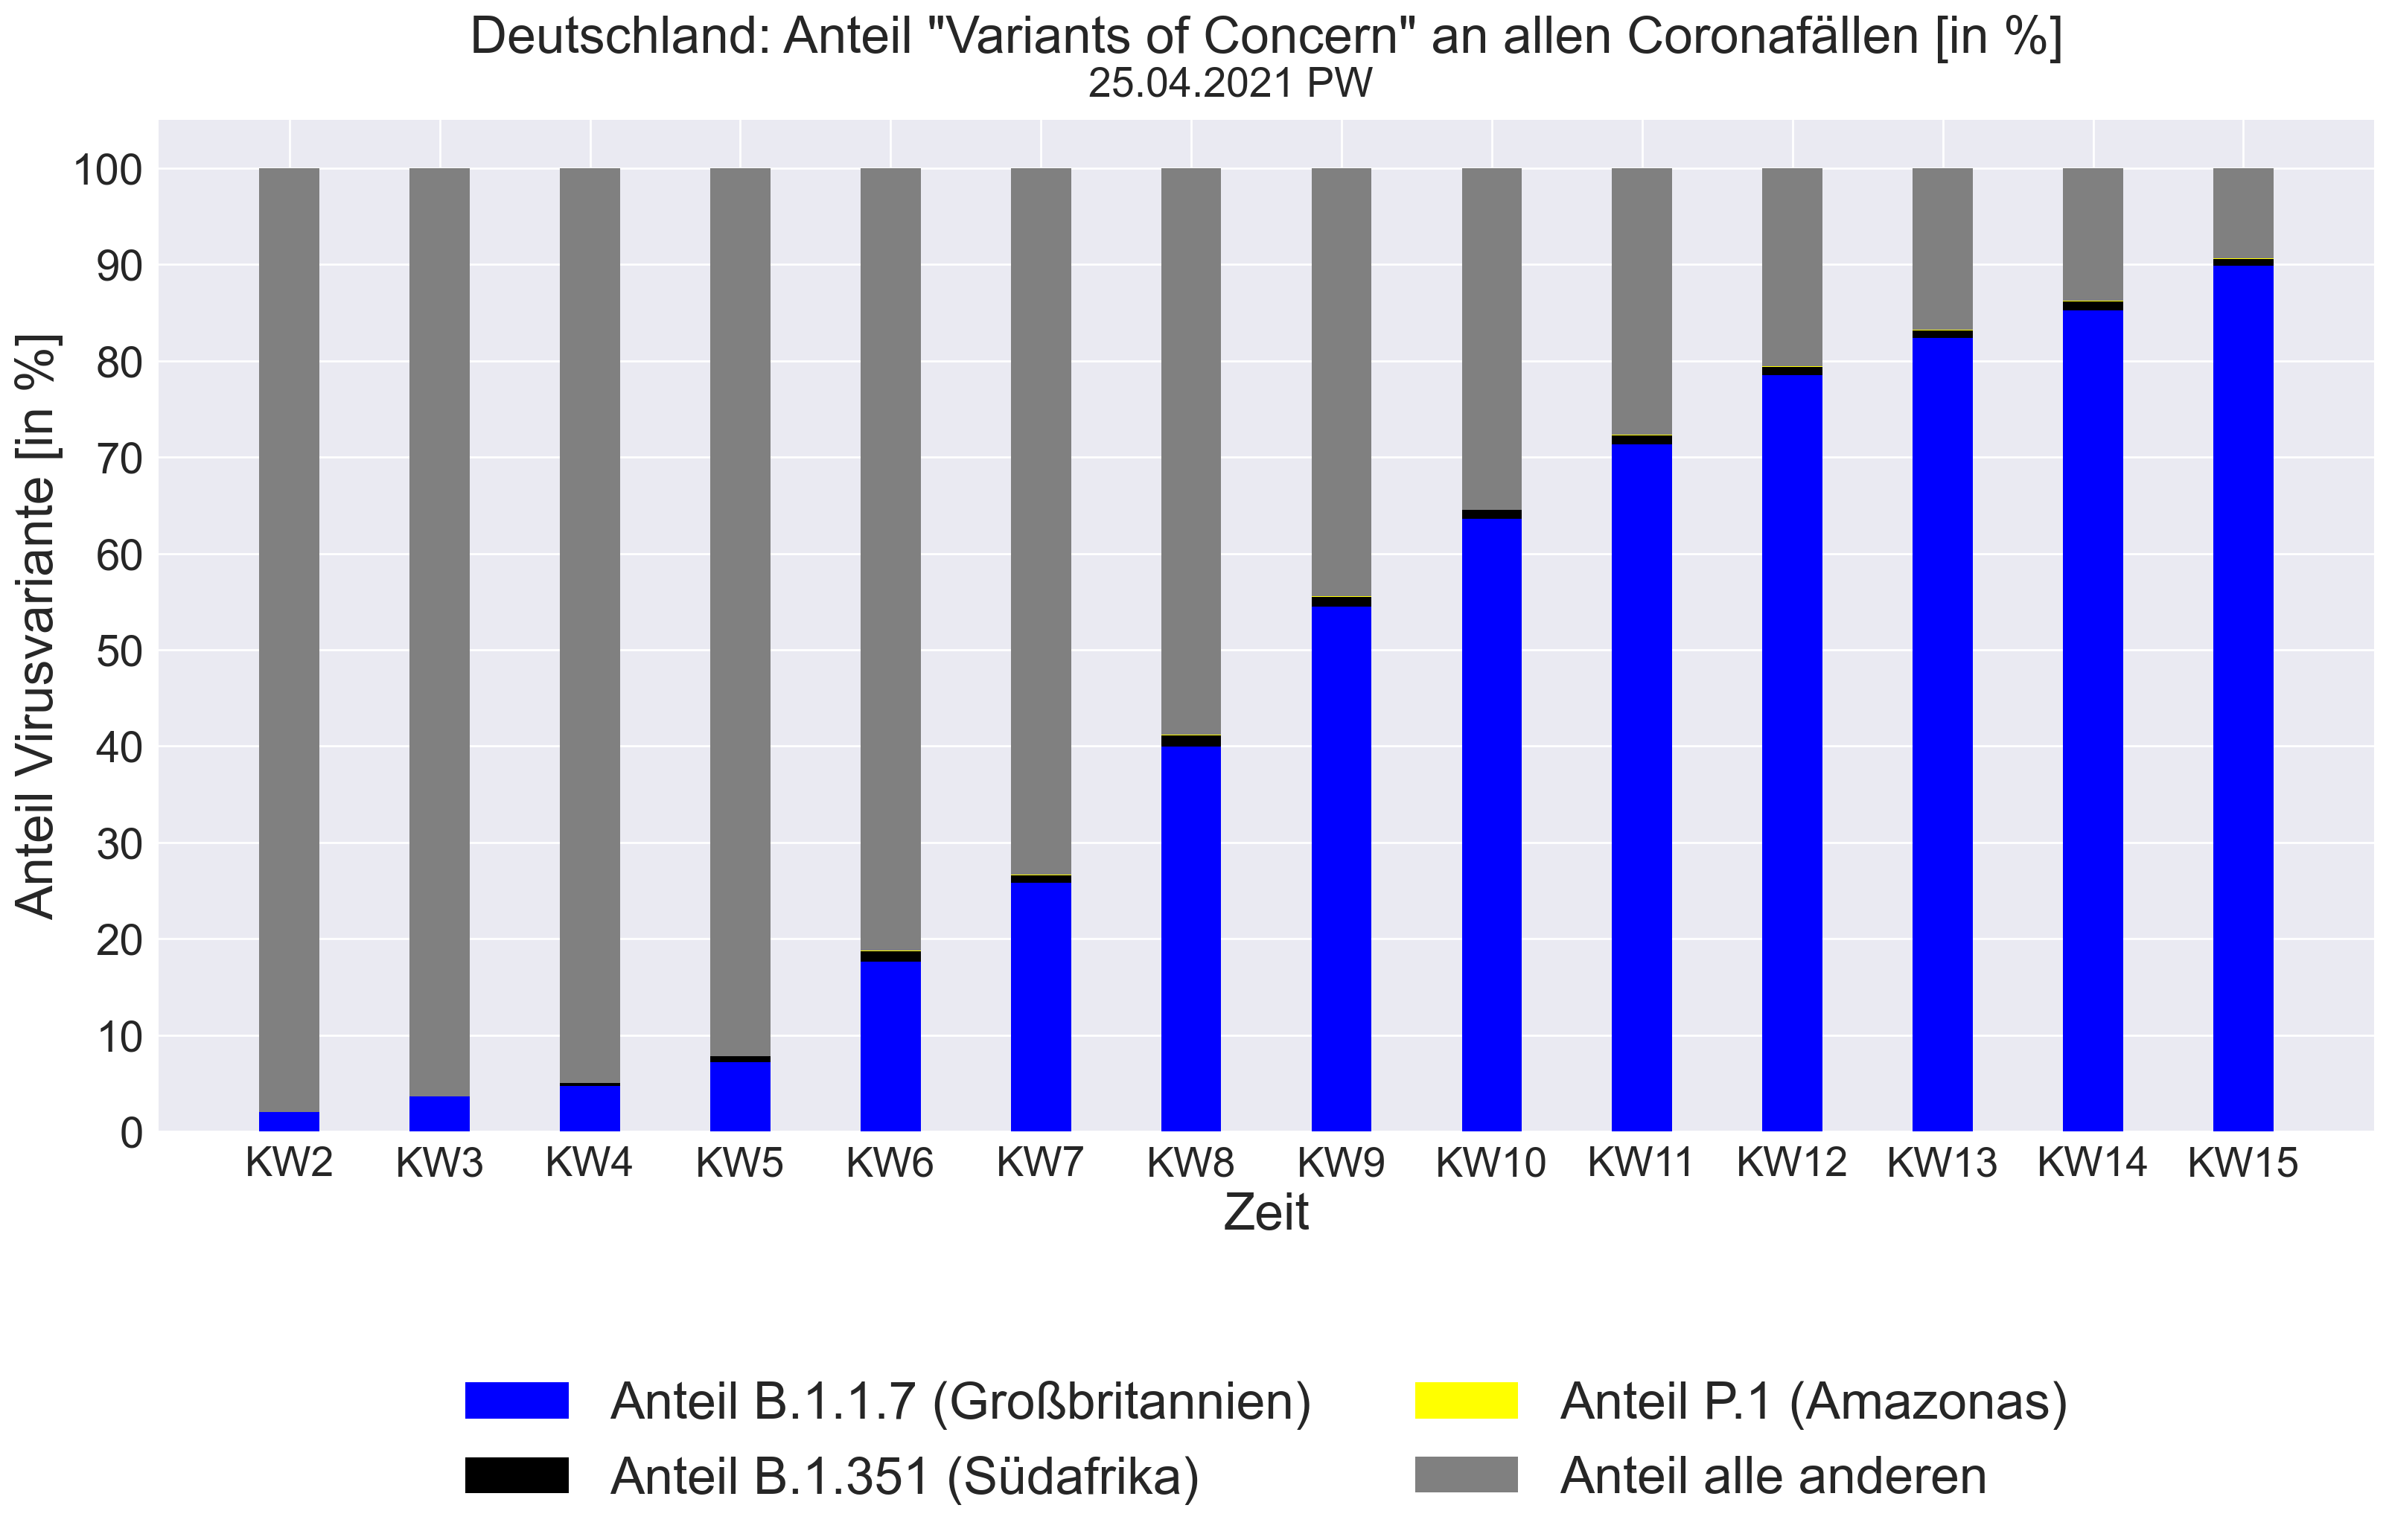 Deutschland: Anteil "Variants of Concern" an allen Coronafällen [in %]
25.04.2021 PW
Anteil Virusvariante [in %]
100
90
80
70
60
50
40
30
20
10
0
KW2 KW3 KW4 KW5 KW6 KW7 KW8 KW9 KW10 KW11 KW12 KW13 KW14 KW15
Zeit
Anteil B.1.1.7 (Großbritannien)
Anteil B.1.351 (Südafrika)
Anteil P.1 (Amazonas)
Anteil alle anderen